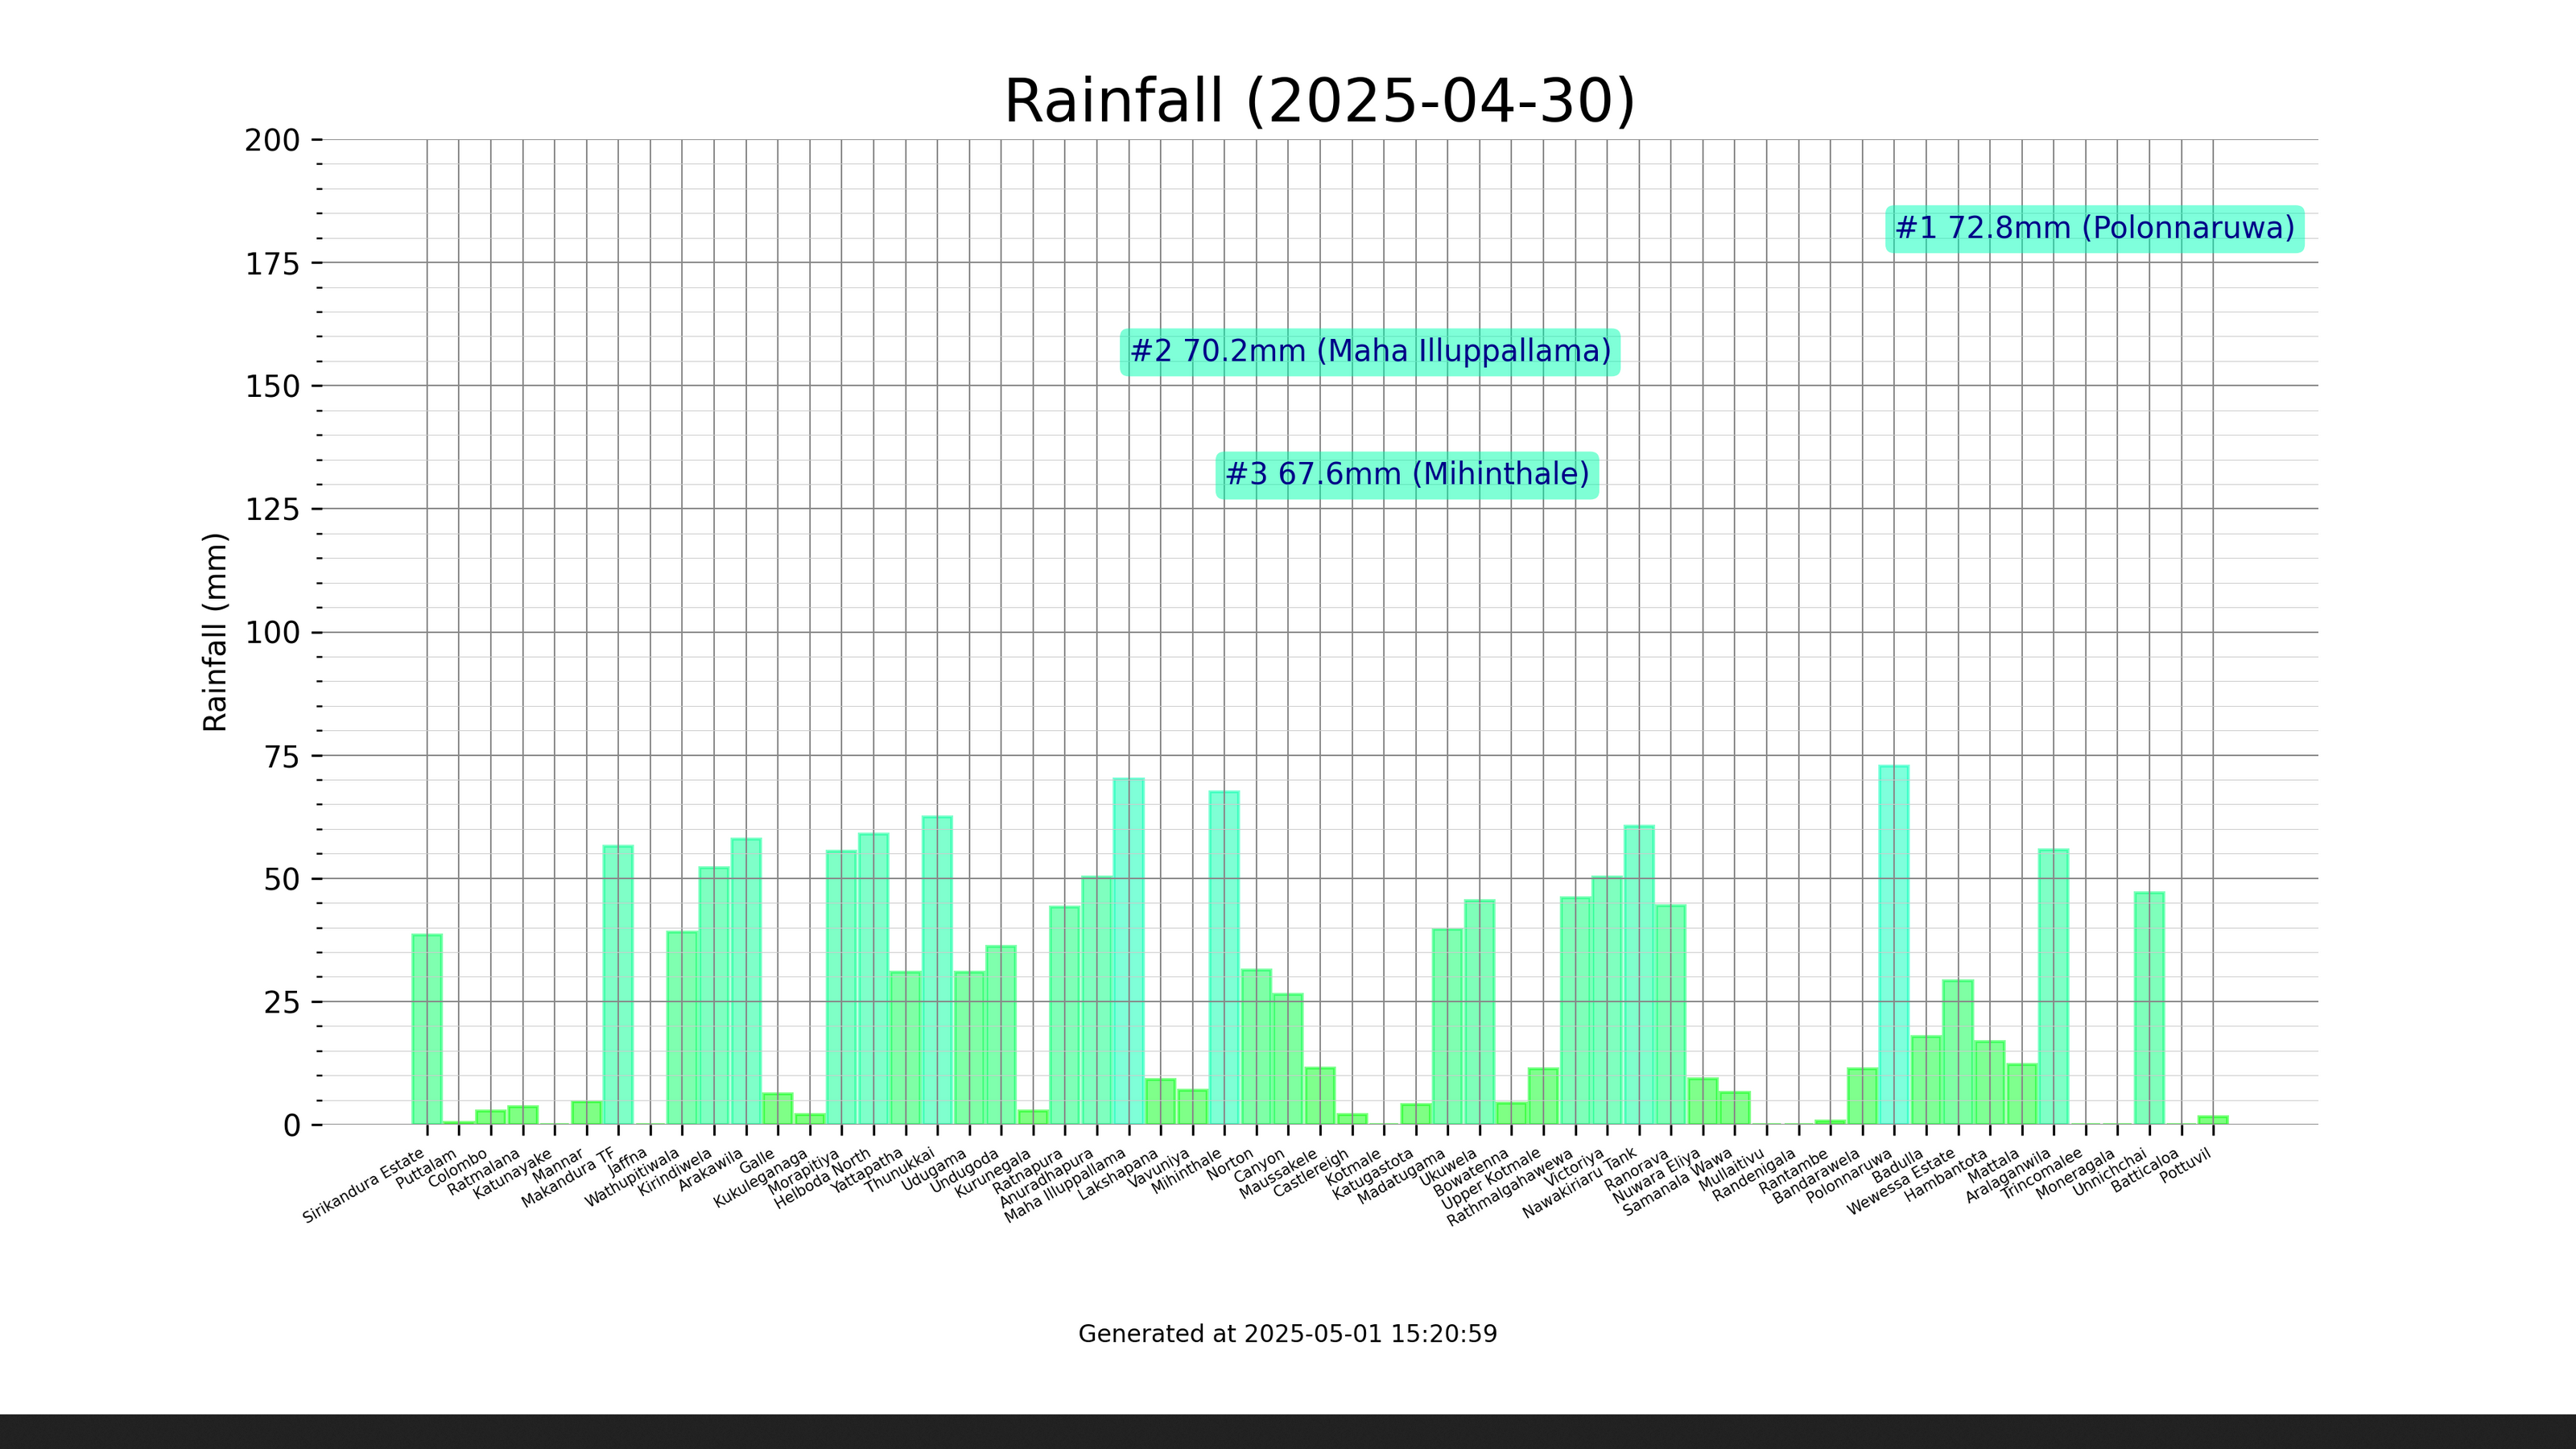 Rainfall (2025-04-30)
200
175
150
125
100
75
50
25
0
Rainfall (mm)
#1 72.8mm (Polonnaruwa)
#2 70.2mm (Maha Illuppallama)
#3 67.6mm (Mihinthale)
Sirikandura Estate
Puttalam
Colombo
Ratmalana
Katunayake
Mannar
Makandura TF
Jaffna
Wathupitiwala
Kirindiwela
Arakawila
Galle
Kukuleganaga
Morapitiya
Helboda North
Yattapatha
Thunukkai
Udugama
Undugoda
Kurunegala
Ratnapura
Anuradhapura
Maha Illuppallama
Lakshapana
Vavuniya
Mihinthale
Norton
Canyon
Maussakele
Castlereigh
Kotmale
Katugastota
Madatugama
Ukuwela
Bowatenna
Upper Kotmale
Rathmalgahawewa
Victoriya
Nawakiriaru Tank
Ranorava
Nuwara Eliya
Samanala Wawa
Mullaitivu
Randenigala
Rantambe
Bandarawela
Polonnaruwa
Badulla
Wewessa Estate
Hambantota
Mattala
Aralaganwila
Trincomalee
Moneragala
Unnichchai
Batticaloa
Pottuvil
Generated at 2025-05-01 15:20:59